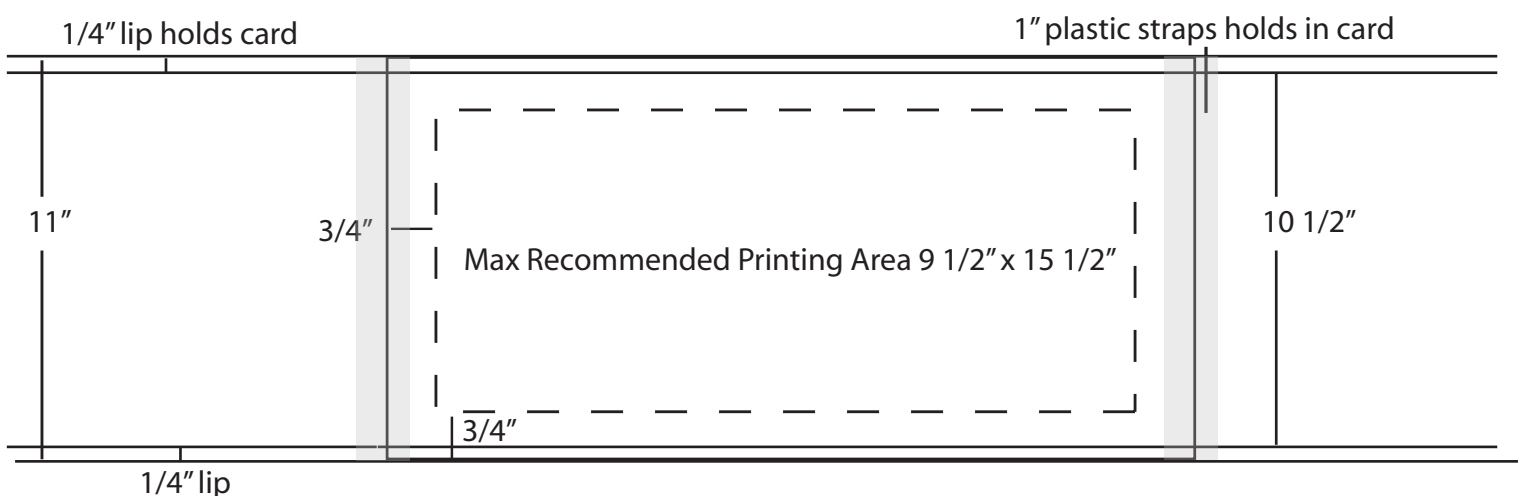 1/4” lip holds card
1” plastic straps holds in card
11”
3/4”
10 1/2”
Max Recommended Printing Area 9 1/2” x 15 1/2”
3/4”
1/4” lip